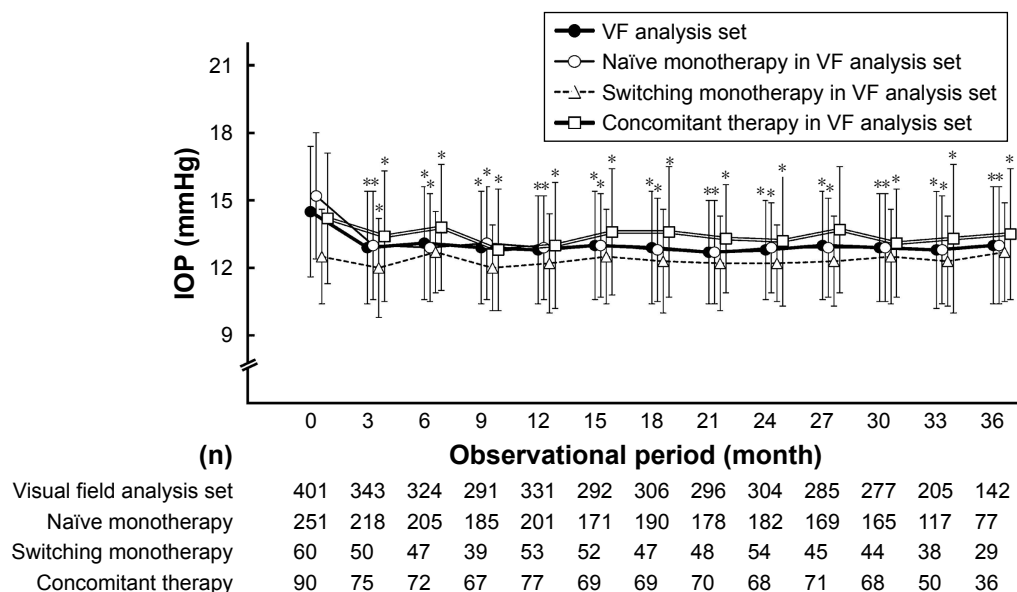 VF analysis set
Naïve monotherapy in VF analysis set
Switching monotherapy in VF analysis set
Concomitant therapy in VF analysis set
IOP (mmHg)
21
18
15
12
9
* ** * * * * * * * * * ** * * * * * * * ** * * * * * * ** * * * * ** *
0 3 6 9 12 15 18 21 24 27 30 33 36
(n) Observational period (month)
Visual field analysis set 401 343 324 291 331 292 306 296 304 285 277 205 142
Naïve monotherapy 251 218 205 185 201 171 190 178 182 169 165 117 77
Switching monotherapy 60 50 47 39 53 52 47 48 54 45 44 38 29
Concomitant therapy 90 75 72 67 77 69 69 70 68 71 68 50 36